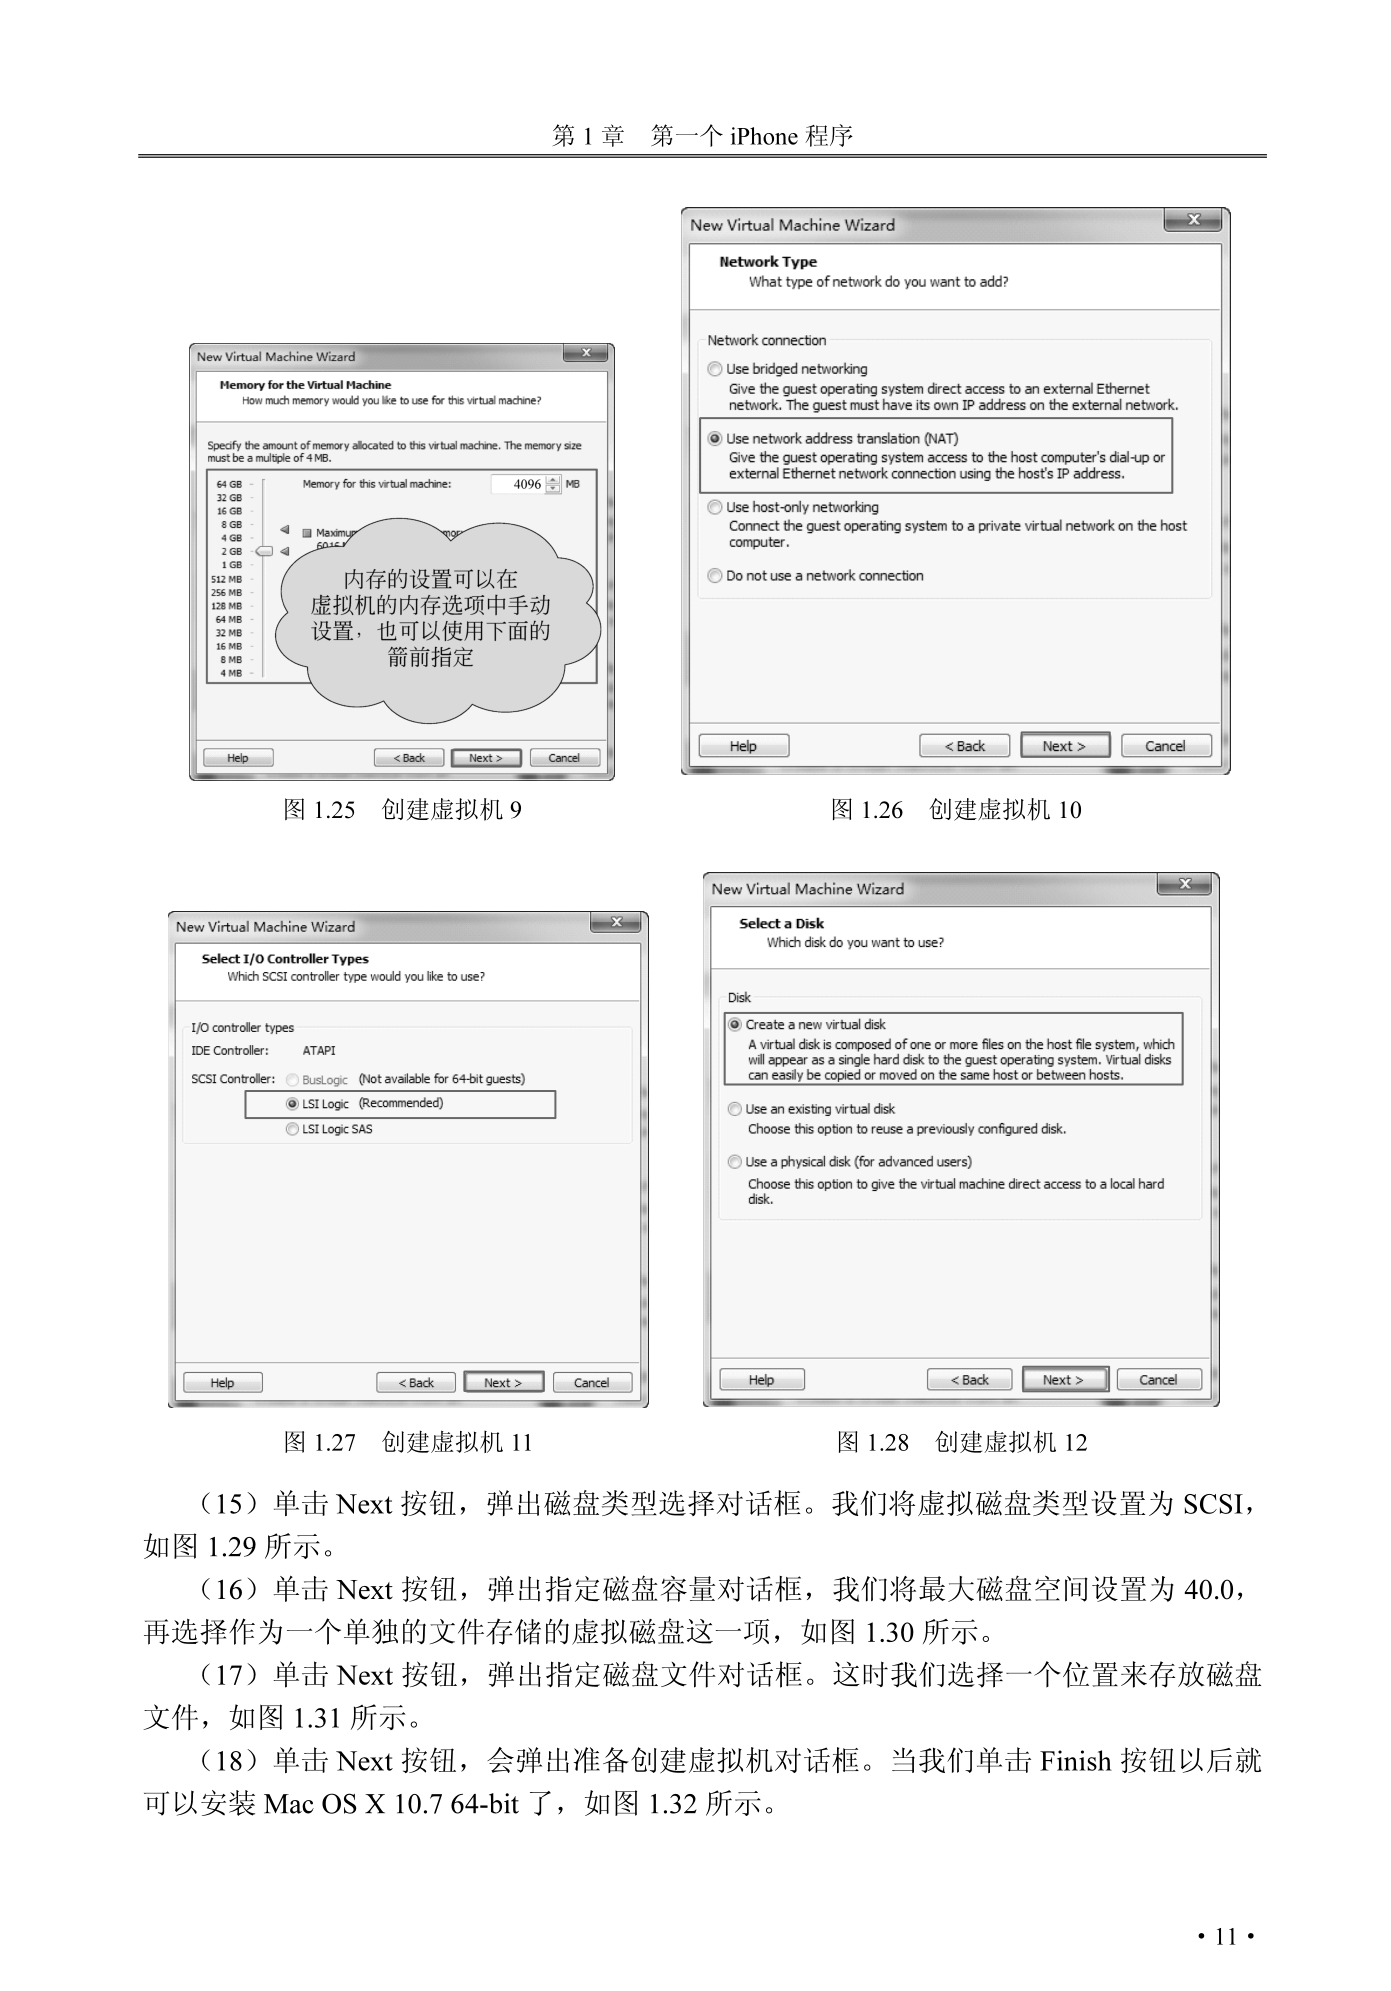 第 1 章　第一个 iPhone 程序
New Virtual Machine Wizard
Memory for the Virtual Machine
How much memory would you like to use for this virtual machine?
Specify the amount of memory allocated to this virtual machine. The memory size
must be a multiple of 4 MB.
64 GB
32 GB
16 GB
8 GB
4 GB
2 GB
1 GB
512 MB
256 MB
128 MB
64 MB
32 MB
16 MB
8 MB
4 MB
Memory for this virtual machine: 4096 MB
内存的设置可以在
虚拟机的内存选项中手动
设置，也可以使用下面的
箭前指定
Help < Back Next > Cancel
图 1.25　创建虚拟机 9
New Virtual Machine Wizard
Network Type
What type of network do you want to add?
Network connection
Use bridged networking
Give the guest operating system direct access to an external Ethernet
network. The guest must have its own IP address on the external network.
Use network address translation (NAT)
Give the guest operating system access to the host computer's dial-up or
external Ethernet network connection using the host's IP address.
Use host-only networking
Connect the guest operating system to a private virtual network on the host
computer.
Do not use a network connection
Help < Back Next > Cancel
图 1.26　创建虚拟机 10
New Virtual Machine Wizard
Select I/O Controller Types
Which SCSI controller type would you like to use?
I/O controller types
IDE Controller: ATAPI
SCSI Controller: BusLogic (Not available for 64-bit guests)
LSI Logic (Recommended)
LSI Logic SAS
Help < Back Next > Cancel
图 1.27　创建虚拟机 11
New Virtual Machine Wizard
Select a Disk
Which disk do you want to use?
Disk
Create a new virtual disk
A virtual disk is composed of one or more files on the host file system, which
will appear as a single hard disk to the guest operating system. Virtual disks
can easily be copied or moved on the same host or between hosts.
Use an existing virtual disk
Choose this option to reuse a previously configured disk.
Use a physical disk (for advanced users)
Choose this option to give the virtual machine direct access to a local hard
disk.
Help < Back Next > Cancel
图 1.28　创建虚拟机 12
（15）单击 Next 按钮，弹出磁盘类型选择对话框。我们将虚拟磁盘类型设置为 SCSI，
如图 1.29 所示。
（16）单击 Next 按钮，弹出指定磁盘容量对话框，我们将最大磁盘空间设置为 40.0，
再选择作为一个单独的文件存储的虚拟磁盘这一项，如图 1.30 所示。
（17）单击 Next 按钮，弹出指定磁盘文件对话框。这时我们选择一个位置来存放磁盘
文件，如图 1.31 所示。
（18）单击 Next 按钮，会弹出准备创建虚拟机对话框。当我们单击 Finish 按钮以后就
可以安装 Mac OS X 10.7 64-bit 了，如图 1.32 所示。
• 11 •